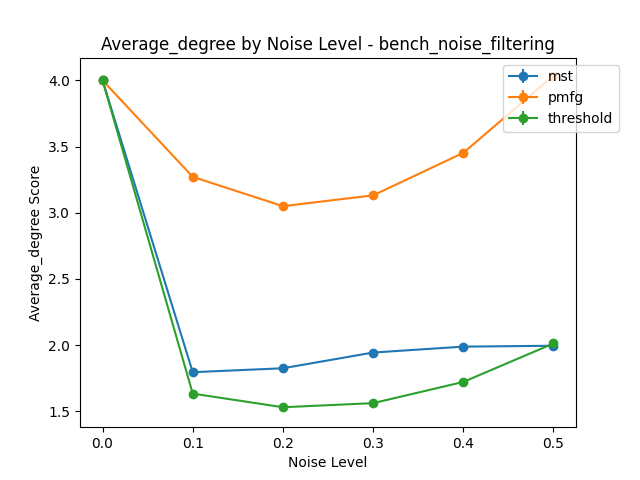 Average_degree by Noise Level - bench_noise_filtering
mst
pmfg
threshold
Average_degree Score
4.0
3.5
3.0
2.5
2.0
1.5
0.0 0.1 0.2 0.3 0.4 0.5
Noise Level